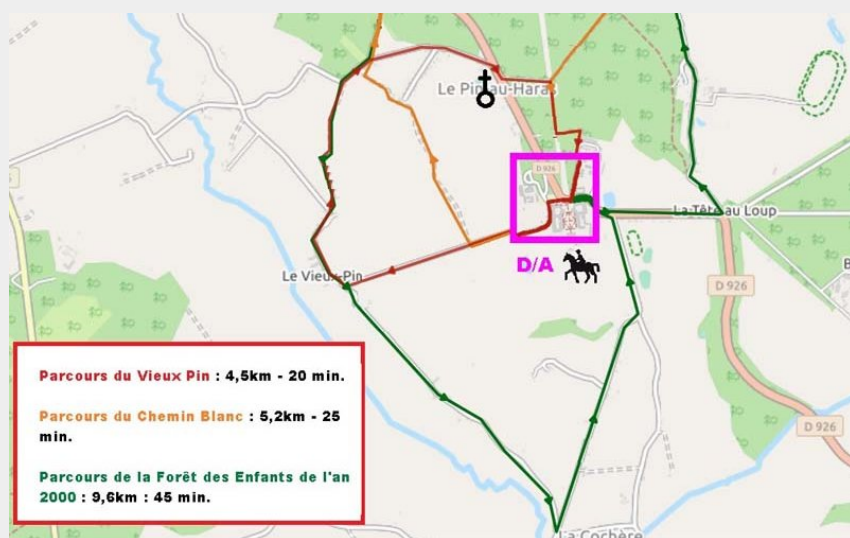 Le Pin-au-Haras
D 926
La Tête au Loup
D/A
Le Vieux-Pin
D 926
D 926
Parcours du Vieux Pin : 4,5km - 20 min.
Parcours du Chemin Blanc : 5,2km - 25
min.
Parcours de la Forêt des Enfants de l'an
2000 : 9,6km : 45 min.
La Cochère